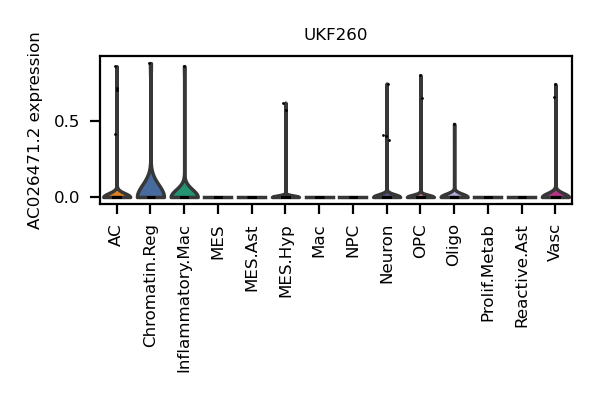 UKF260
AC026471.2 expression
0.5
0.0
AC
Chromatin.Reg
Inflammatory.Mac
MES
MES.Ast
MES.Hyp
Mac
NPC
Neuron
OPC
Oligo
Prolif.Metab
Reactive.Ast
Vasc